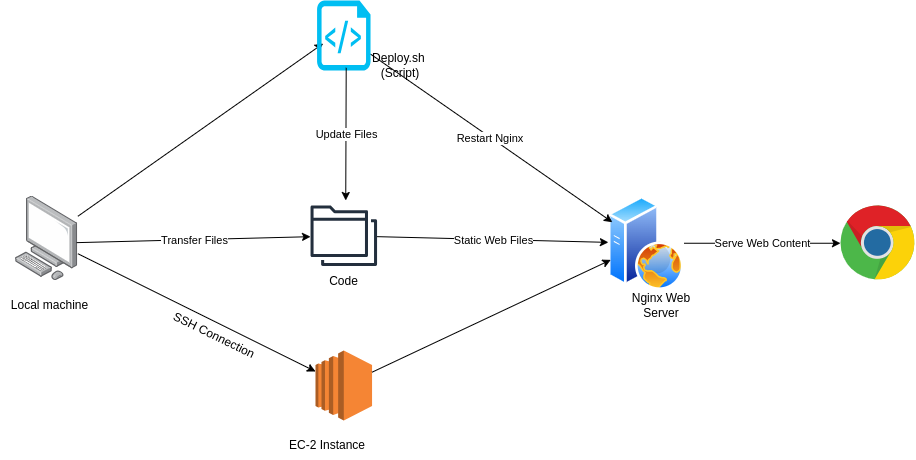 Deploy.sh
(Script)
Update Files
Restart Nginx
Transfer Files
Static Web Files
Serve Web Content
Code
Local machine
Nginx Web
Server
SSH Connection
EC-2 Instance